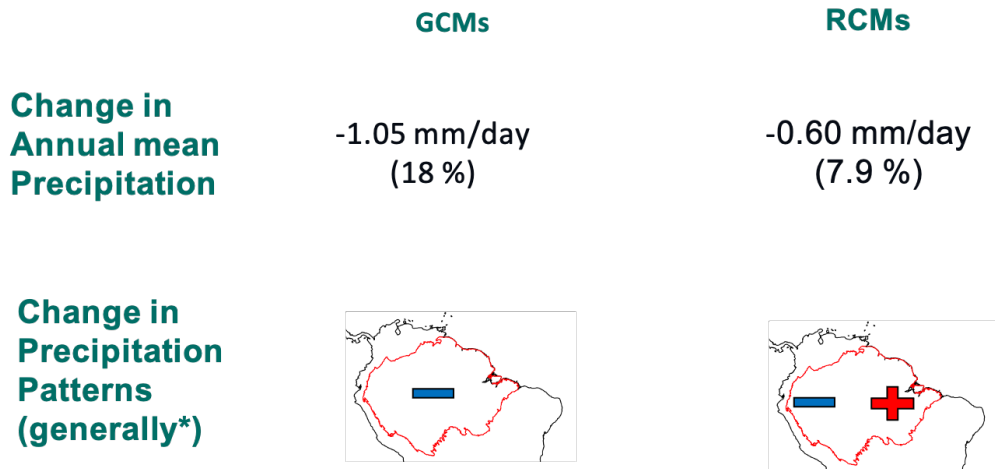 GCMs
RCMs
Change in
Annual mean
Precipitation
-1.05 mm/day
(18 %)
-0.60 mm/day
(7.9 %)
Change in
Precipitation
Patterns
(generally*)